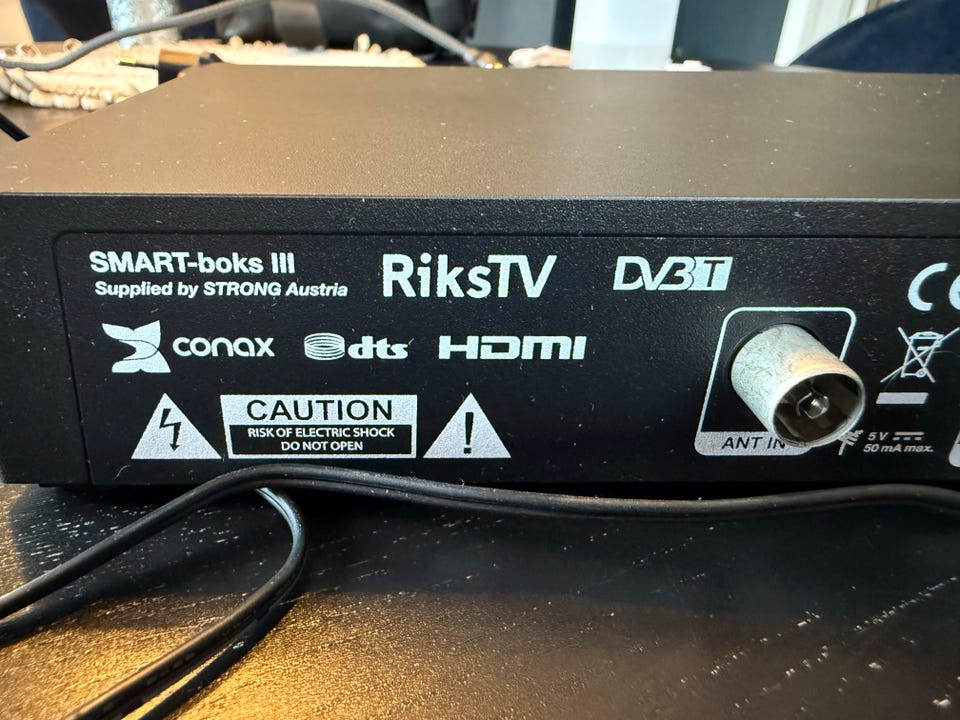 SMART-boks III
Supplied by STRONG Austria
RiksTV
DVB T
conax
dts
HDMI
CAUTION
RISK OF ELECTRIC SHOCK
DO NOT OPEN
ANT IN
5 V
50 mA max.
CE